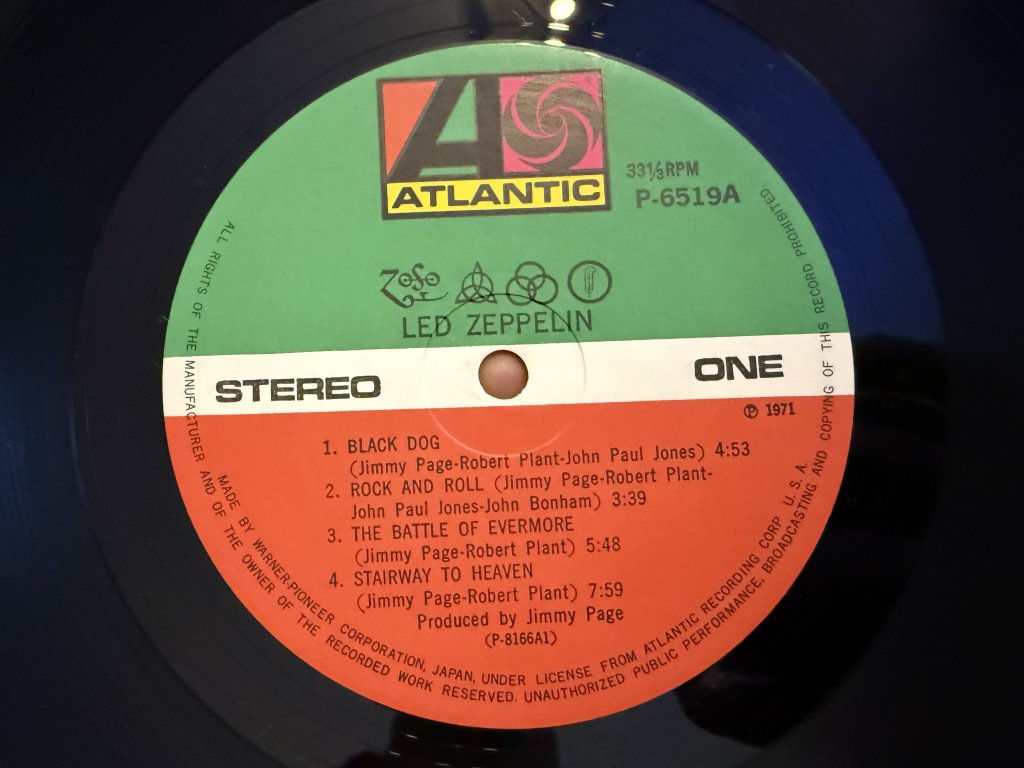 ATLANTIC
33⅓RPM
P-6519A
LED ZEPPELIN
STEREO
ONE
℗ 1971
1. BLACK DOG
(Jimmy Page-Robert Plant-John Paul Jones) 4:53
2. ROCK AND ROLL (Jimmy Page-Robert Plant-
John Paul Jones-John Bonham) 3:39
3. THE BATTLE OF EVERMORE
(Jimmy Page-Robert Plant) 5:48
4. STAIRWAY TO HEAVEN
(Jimmy Page-Robert Plant) 7:59
Produced by Jimmy Page
(P-8166A1)
MADE BY WARNER-PIONEER CORPORATION, JAPAN, UNDER LICENSE FROM ATLANTIC RECORDING CORP. U.S.A.
ALL RIGHTS OF THE MANUFACTURER AND OF THE OWNER OF THE RECORDED WORK RESERVED. UNAUTHORIZED PUBLIC PERFORMANCE, BROADCASTING AND COPYING OF THIS RECORD PROHIBITED.